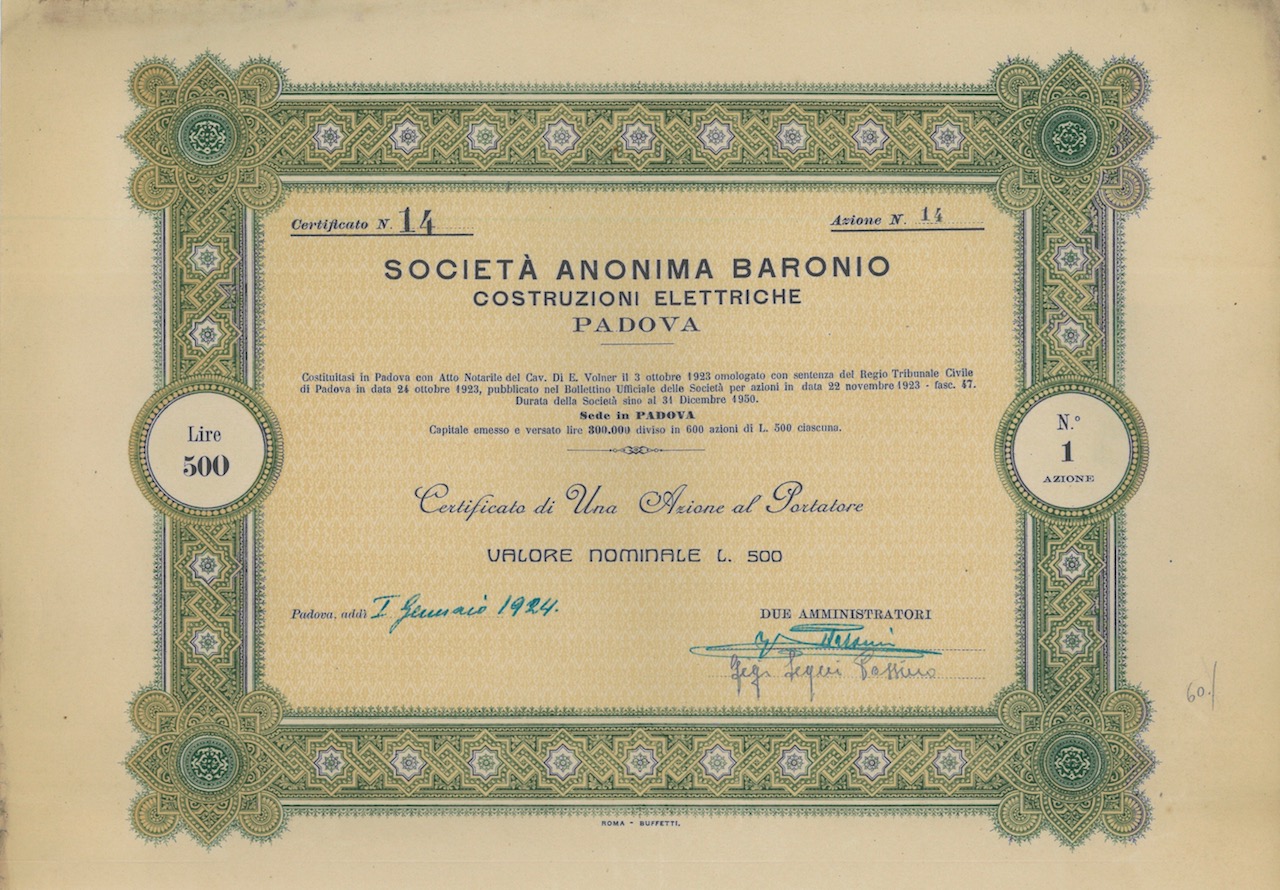 Certificato N. 14
Azione N. 14
SOCIETÀ ANONIMA BARONIO
COSTRUZIONI ELETTRICHE
PADOVA
Costituitasi in Padova con Atto Notarile del Cav. Di E. Volner il 3 ottobre 1923 omologato con sentenza del Regio Tribunale Civile
di Padova in data 24 ottobre 1923, pubblicato nel Bollettino Ufficiale delle Società per azioni in data 22 novembre 1923 - fasc. 47.
Durata della Società sino al 31 Dicembre 1950.
Sede in PADOVA
Capitale emesso e versato lire 300.000 diviso in 600 azioni di L. 500 ciascuna.
Lire
500
N.º
1
AZIONE
Certificato di Una Azione al Portatore
VALORE NOMINALE L. 500
Padova, addì I Gennaio 1924.
DUE AMMINISTRATORI
60.
ROMA - BUFFETTI.